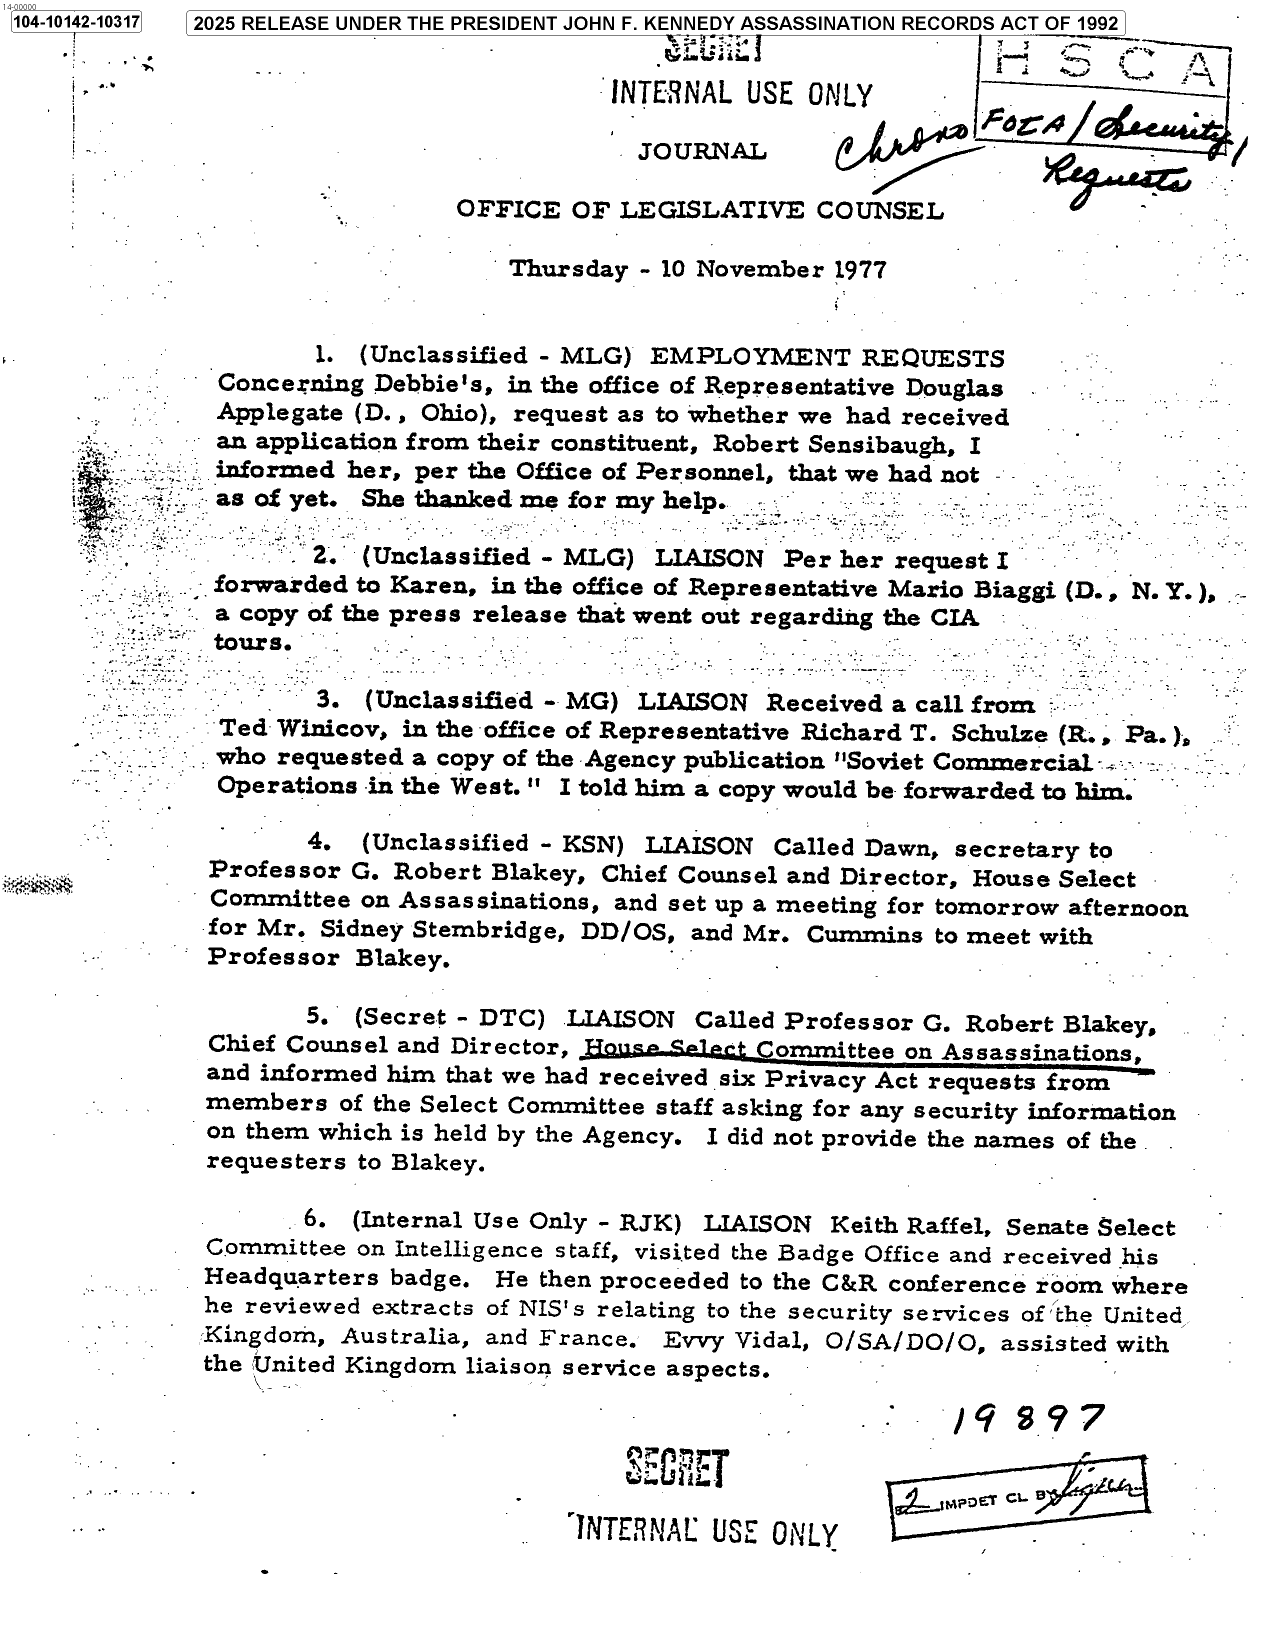 14-00000
104-10142-10317
2025 RELEASE UNDER THE PRESIDENT JOHN F. KENNEDY ASSASSINATION RECORDS ACT OF 1992
SECRET
INTERNAL USE ONLY
HSCA
JOURNAL
Chrono
FOIA/Security
Requests
OFFICE OF LEGISLATIVE COUNSEL
Thursday - 10 November 1977
1. (Unclassified - MLG) EMPLOYMENT REQUESTS
Concerning Debbie's, in the office of Representative Douglas
Applegate (D., Ohio), request as to whether we had received
an application from their constituent, Robert Sensibaugh, I
informed her, per the Office of Personnel, that we had not
as of yet. She thanked me for my help.
2. (Unclassified - MLG) LIAISON Per her request I
forwarded to Karen, in the office of Representative Mario Biaggi (D., N.Y.),
a copy of the press release that went out regarding the CIA
tours.
3. (Unclassified - MG) LIAISON Received a call from
Ted Winicov, in the office of Representative Richard T. Schulze (R., Pa.),
who requested a copy of the Agency publication "Soviet Commercial
Operations in the West." I told him a copy would be forwarded to him.
4. (Unclassified - KSN) LIAISON Called Dawn, secretary to
Professor G. Robert Blakey, Chief Counsel and Director, House Select
Committee on Assassinations, and set up a meeting for tomorrow afternoon
for Mr. Sidney Stembridge, DD/OS, and Mr. Cummins to meet with
Professor Blakey.
5. (Secret - DTC) LIAISON Called Professor G. Robert Blakey,
Chief Counsel and Director, House Select Committee on Assassinations,
and informed him that we had received six Privacy Act requests from
members of the Select Committee staff asking for any security information
on them which is held by the Agency. I did not provide the names of the
requesters to Blakey.
6. (Internal Use Only - RJK) LIAISON Keith Raffel, Senate Select
Committee on Intelligence staff, visited the Badge Office and received his
Headquarters badge. He then proceeded to the C&R conference room where
he reviewed extracts of NIS's relating to the security services of the United
Kingdom, Australia, and France. Evvy Vidal, O/SA/DO/O, assisted with
the United Kingdom liaison service aspects.
19897
SECRET
2 IMPDET CL BY
INTERNAL USE ONLY